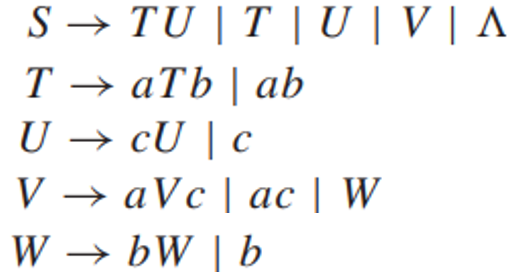 S → TU | T | U | V | Λ
T → aTb | ab
U → cU | c
V → aVc | ac | W
W → bW | b